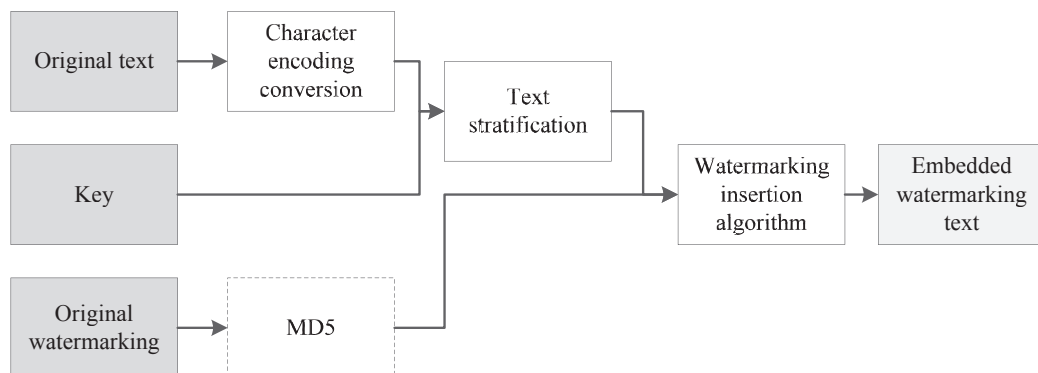 Original text
Character
encoding
conversion
Text
stratification
Key
Watermarking
insertion
algorithm
Embedded
watermarking
text
Original
watermarking
MD5